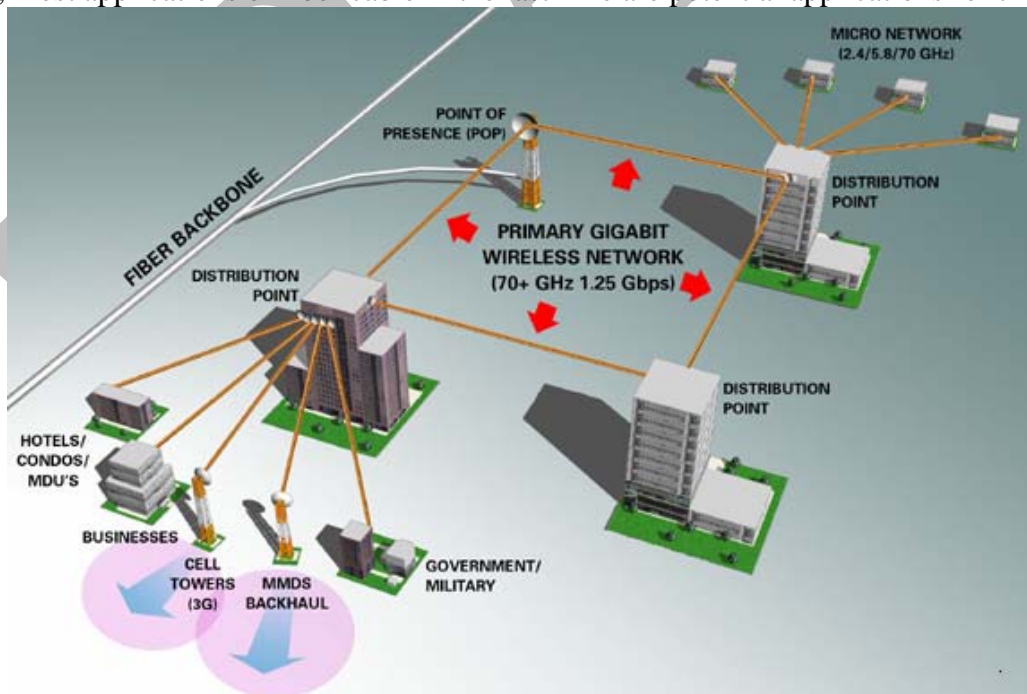 MICRO NETWORK
(2.4/5.8/70 GHz)
POINT OF
PRESENCE (POP)
DISTRIBUTION
POINT
FIBER BACKBONE
PRIMARY GIGABIT
WIRELESS NETWORK
(70+ GHz 1.25 Gbps)
DISTRIBUTION
POINT
DISTRIBUTION
POINT
HOTELS/
CONDOS/
MDU'S
BUSINESSES
CELL
TOWERS
(3G)
MMDS
BACKHAUL
GOVERNMENT/
MILITARY